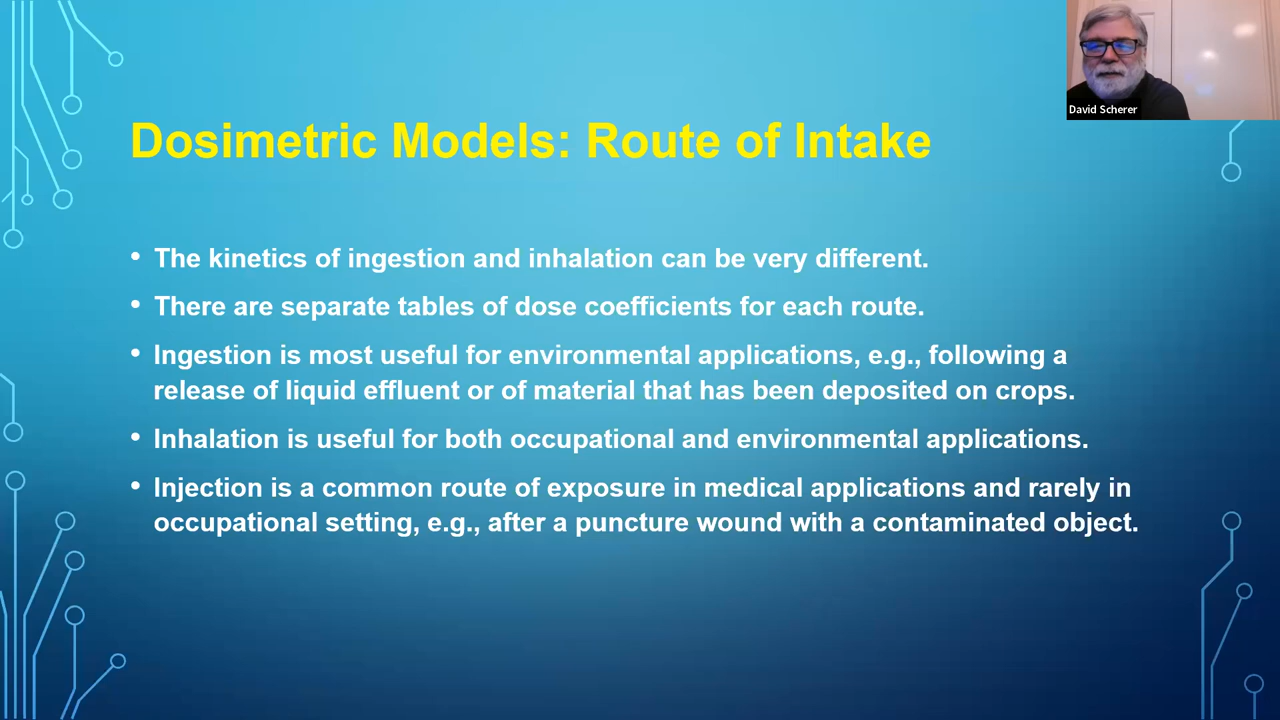 David Scherer
Dosimetric Models: Route of Intake
• The kinetics of ingestion and inhalation can be very different.
• There are separate tables of dose coefficients for each route.
• Ingestion is most useful for environmental applications, e.g., following a
release of liquid effluent or of material that has been deposited on crops.
• Inhalation is useful for both occupational and environmental applications.
• Injection is a common route of exposure in medical applications and rarely in
occupational setting, e.g., after a puncture wound with a contaminated object.